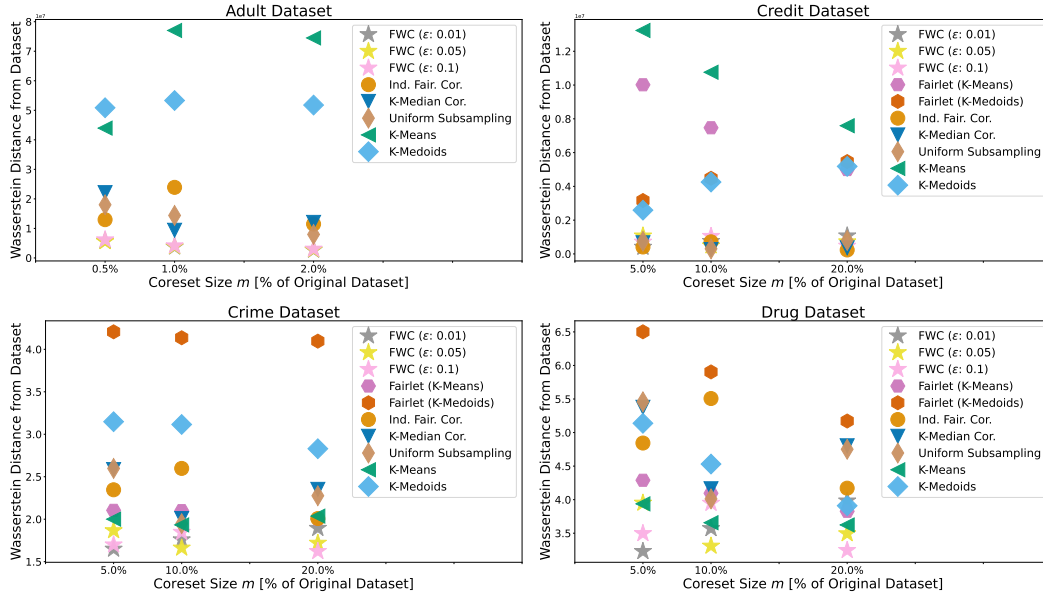 Adult Dataset
1e7
8
7
6
5
4
3
2
1
0
Wasserstein Distance from Dataset
0.5%
1.0%
2.0%
Coreset Size m [% of Original Dataset]
FWC (ε: 0.01)
FWC (ε: 0.05)
FWC (ε: 0.1)
Ind. Fair. Cor.
K-Median Cor.
Uniform Subsampling
K-Means
K-Medoids
Credit Dataset
1e7
1.2
1.0
0.8
0.6
0.4
0.2
0.0
Wasserstein Distance from Dataset
5.0%
10.0%
20.0%
Coreset Size m [% of Original Dataset]
FWC (ε: 0.01)
FWC (ε: 0.05)
FWC (ε: 0.1)
Fairlet (K-Means)
Fairlet (K-Medoids)
Ind. Fair. Cor.
K-Median Cor.
Uniform Subsampling
K-Means
K-Medoids
Crime Dataset
4.0
3.5
3.0
2.5
2.0
1.5
Wasserstein Distance from Dataset
5.0%
10.0%
20.0%
Coreset Size m [% of Original Dataset]
FWC (ε: 0.01)
FWC (ε: 0.05)
FWC (ε: 0.1)
Fairlet (K-Means)
Fairlet (K-Medoids)
Ind. Fair. Cor.
K-Median Cor.
Uniform Subsampling
K-Means
K-Medoids
Drug Dataset
6.5
6.0
5.5
5.0
4.5
4.0
3.5
Wasserstein Distance from Dataset
5.0%
10.0%
20.0%
Coreset Size m [% of Original Dataset]
FWC (ε: 0.01)
FWC (ε: 0.05)
FWC (ε: 0.1)
Fairlet (K-Means)
Fairlet (K-Medoids)
Ind. Fair. Cor.
K-Median Cor.
Uniform Subsampling
K-Means
K-Medoids